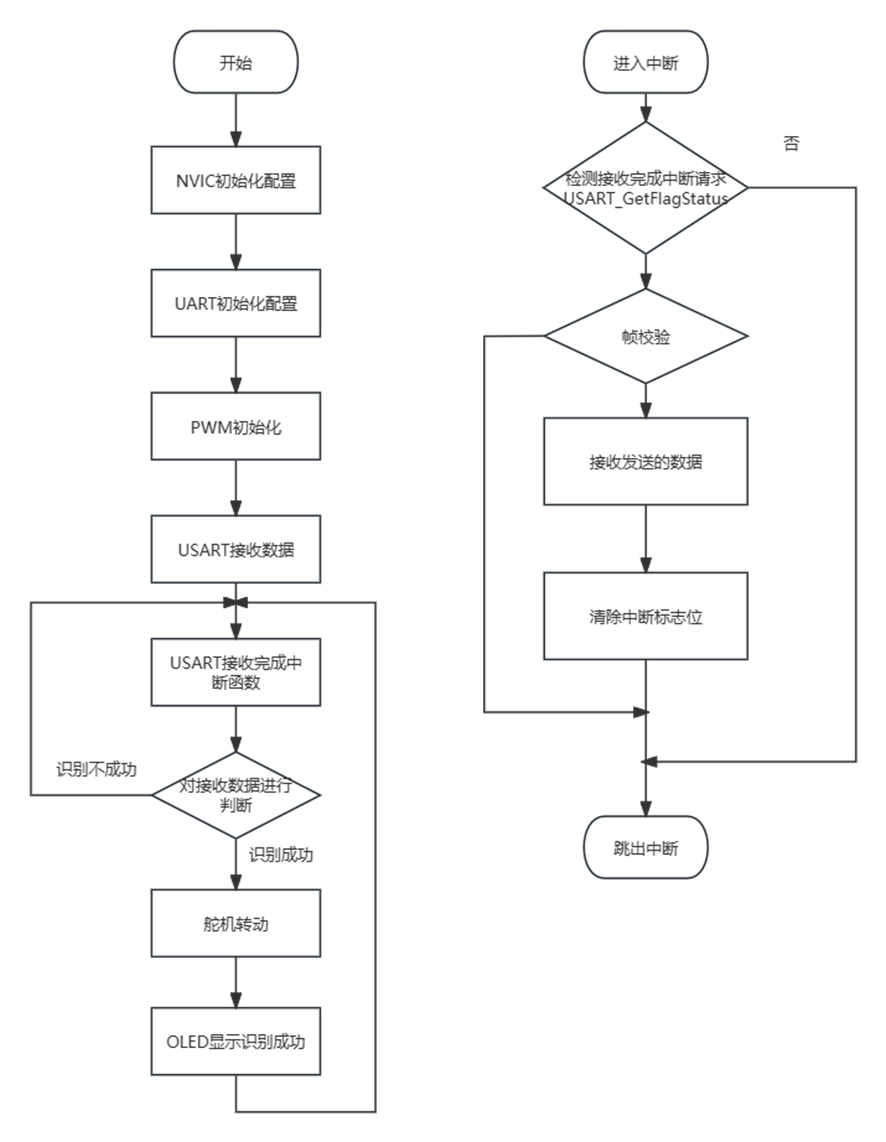 开始
NVIC初始化配置
UART初始化配置
PWM初始化
USART接收数据
USART接收完成中
断函数
识别不成功
对接收数据进行
判断
识别成功
舵机转动
OLED显示识别成功
进入中断
否
检测接收完成中断请求
USART_GetFlagStatus
帧校验
接收发送的数据
清除中断标志位
跳出中断